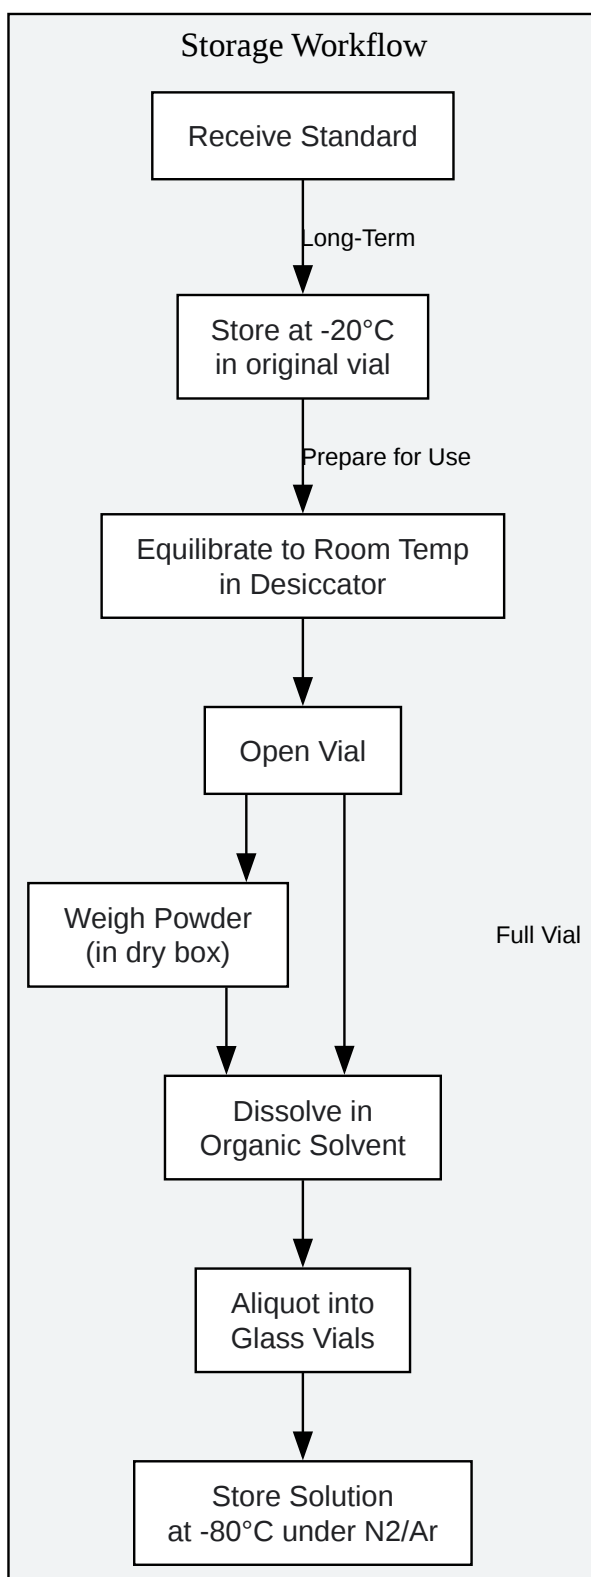 Storage Workflow
Receive Standard
Long-Term
Store at -20°C
in original vial
Prepare for Use
Equilibrate to Room Temp
in Desiccator
Open Vial
Weigh Powder
(in dry box)
Full Vial
Dissolve in
Organic Solvent
Aliquot into
Glass Vials
Store Solution
at -80°C under N2/Ar